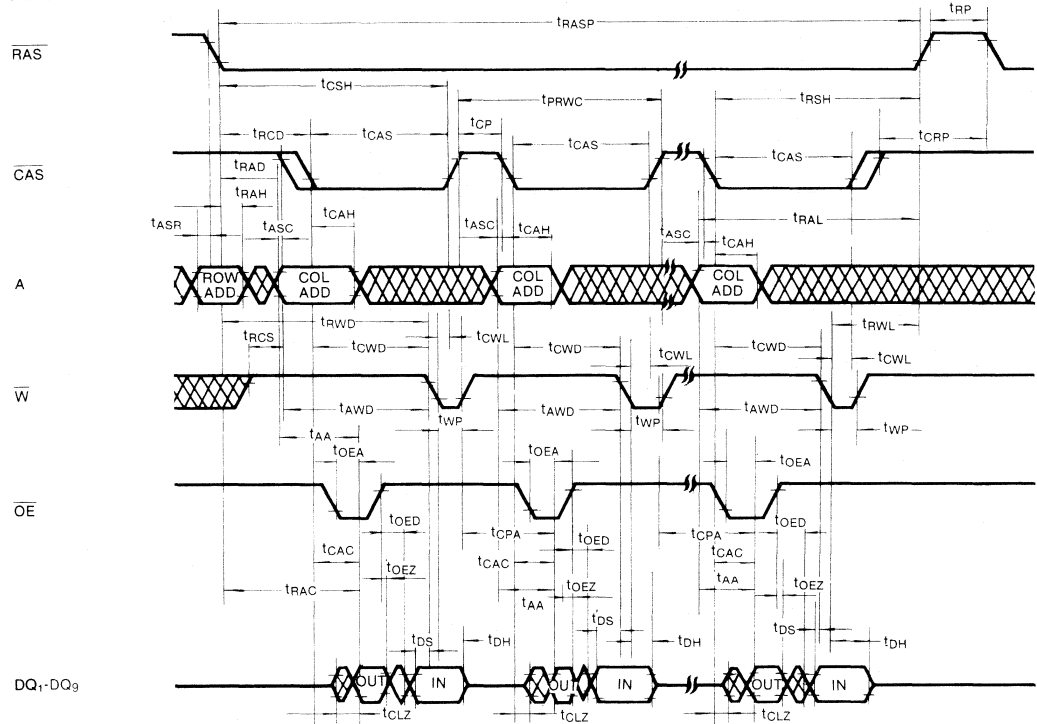 tRASP
tRP
RAS
tCSH
tPRWC
tRSH
tRCD
tCAS
tCP
tCAS
tCAS
tCRP
CAS
tRAD
tRAH
tASR
tASC
tCAH
tASC
tCAH
tASC
tCAH
tRAL
A
ROW ADD
COL ADD
COL ADD
COL ADD
tRWD
tRWL
tRCS
tCWD
tCWL
tCWD
tCWL
tCWD
tCWL
W
tAWD
tWP
tAWD
tWP
tAWD
tWP
tAA
tOEA
tOEA
tOEA
OE
tOED
tCPA
tOED
tCPA
tOED
tCAC
tOEZ
tCAC
tOEZ
tCAC
tOEZ
tRAC
tAA
tAA
tDS
tDH
tDS
tDH
tDS
tDH
DQ1-DQ9
OUT
IN
OUT
IN
OUT
IN
tCLZ
tCLZ
tCLZ